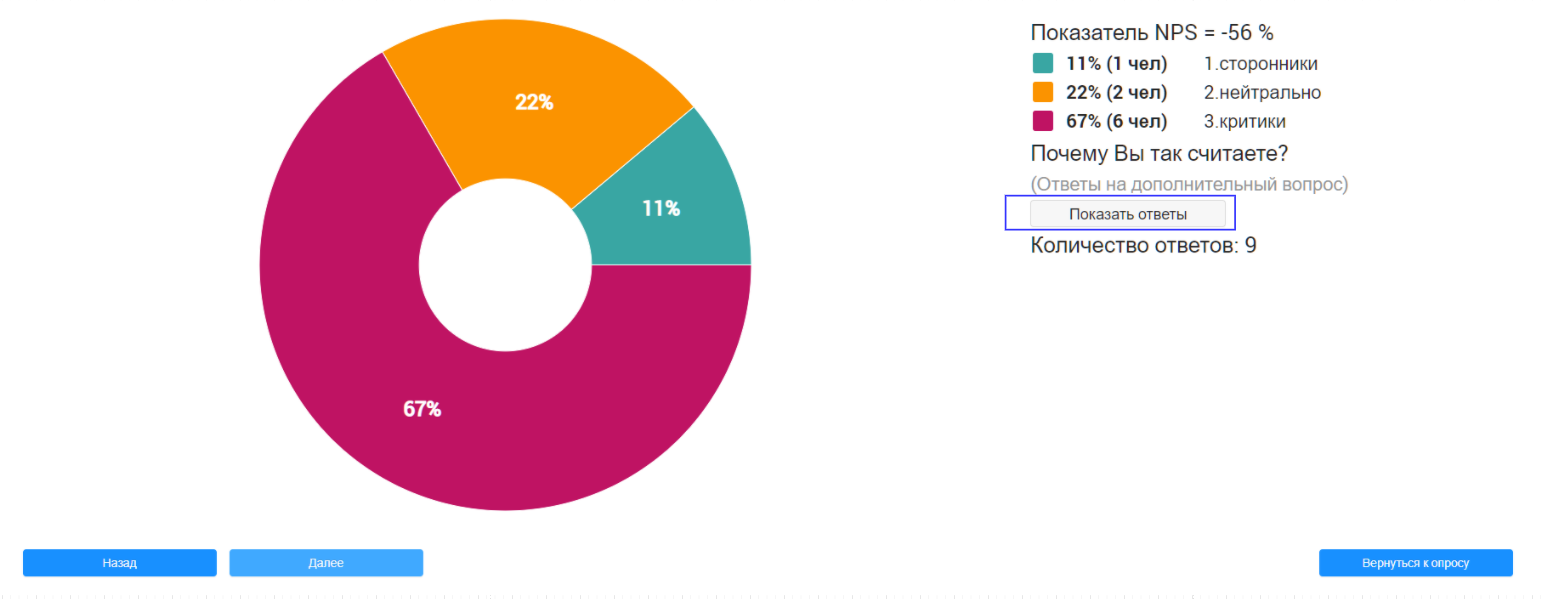 22%
11%
67%
Показатель NPS = -56 %
11% (1 чел) 1.сторонники
22% (2 чел) 2.нейтрально
67% (6 чел) 3.критики
Почему Вы так считаете?
(Ответы на дополнительный вопрос)
Показать ответы
Количество ответов: 9
Назад
Далее
Вернуться к опросу